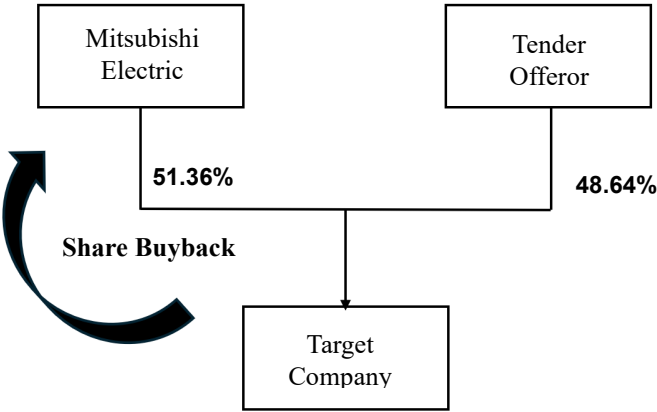 Mitsubishi
Electric
Tender
Offeror
51.36%
48.64%
Share Buyback
Target
Company